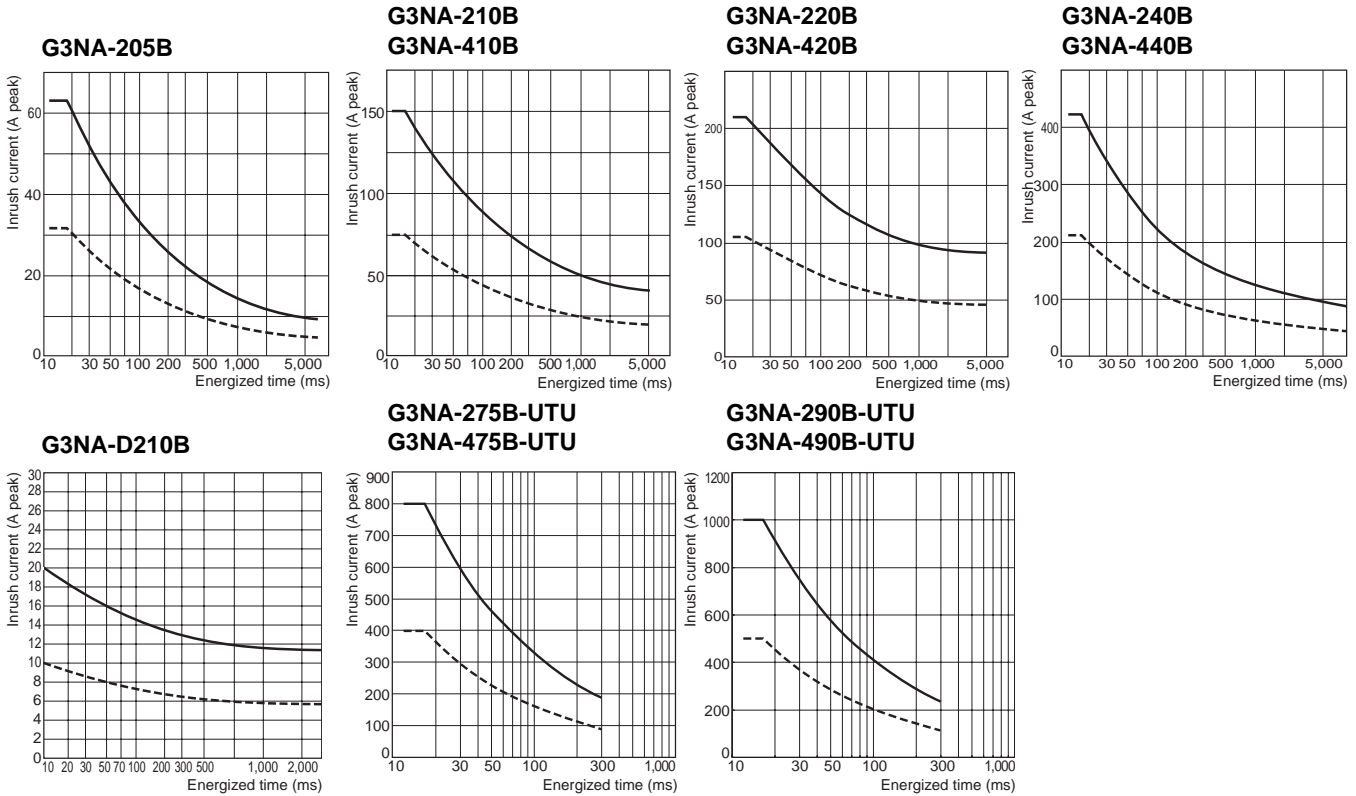 G3NA-205B
Inrush current (A peak)
60
40
20
0
10 30 50 100 200 500 1,000 5,000
Energized time (ms)
G3NA-210B
G3NA-410B
Inrush current (A peak)
150
100
50
0
10 30 50 100 200 500 1,000 5,000
Energized time (ms)
G3NA-220B
G3NA-420B
Inrush current (A peak)
200
150
100
50
0
10 30 50 100 200 500 1,000 5,000
Energized time (ms)
G3NA-240B
G3NA-440B
Inrush current (A peak)
400
300
200
100
0
10 30 50 100 200 500 1,000 5,000
Energized time (ms)
G3NA-D210B
Inrush current (A peak)
30
28
26
24
22
20
18
16
14
12
10
8
6
4
2
0
10 20 30 50 70 100 200 300 500 1,000 2,000
Energized time (ms)
G3NA-275B-UTU
G3NA-475B-UTU
Inrush current (A peak)
900
800
700
600
500
400
300
200
100
0
10 30 50 100 300 1,000
Energized time (ms)
G3NA-290B-UTU
G3NA-490B-UTU
Inrush current (A peak)
1200
1000
800
600
400
200
0
10 30 50 100 300 1,000
Energized time (ms)